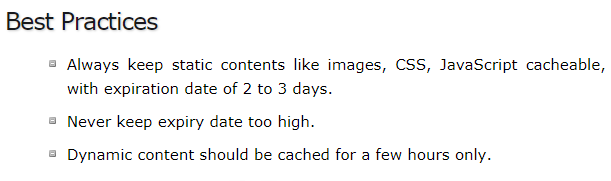 Best Practices
Always keep static contents like images, CSS, JavaScript cacheable,
with expiration date of 2 to 3 days.
Never keep expiry date too high.
Dynamic content should be cached for a few hours only.